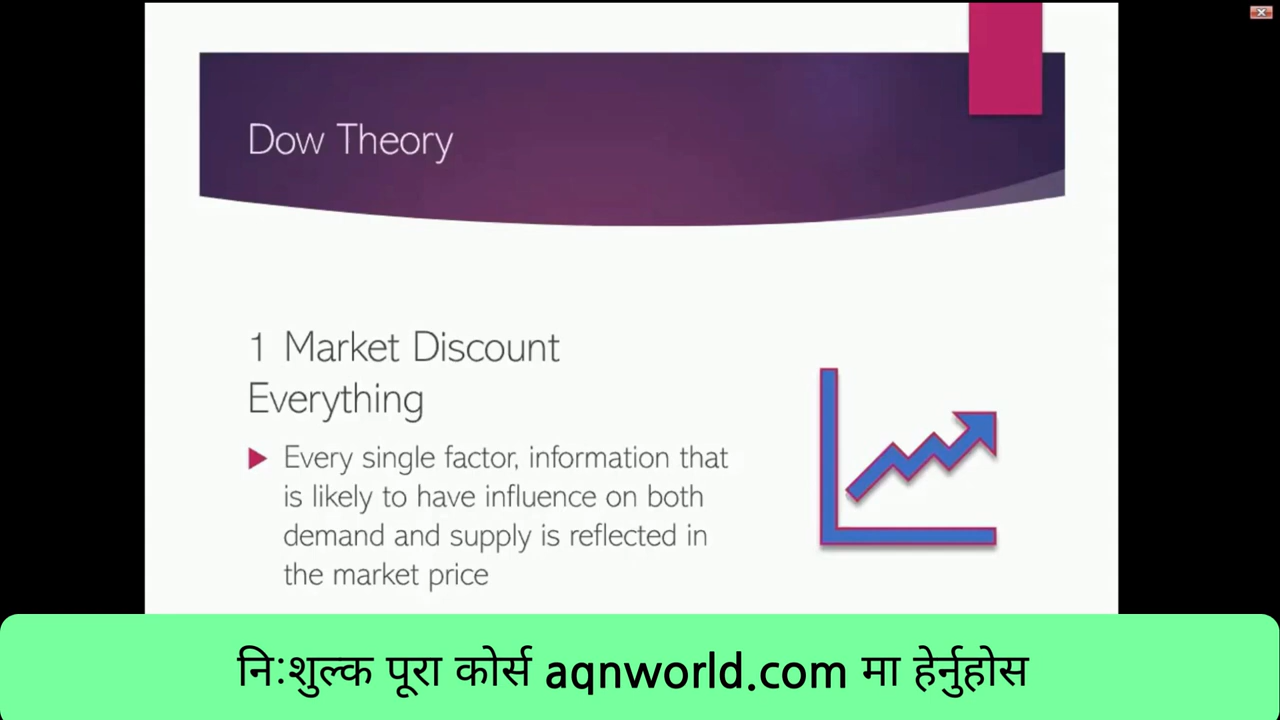 Dow Theory
1 Market Discount
Everything
Every single factor, information that
is likely to have influence on both
demand and supply is reflected in
the market price
नि:शुल्क पूरा कोर्स aqnworld.com मा हेर्नुहोस